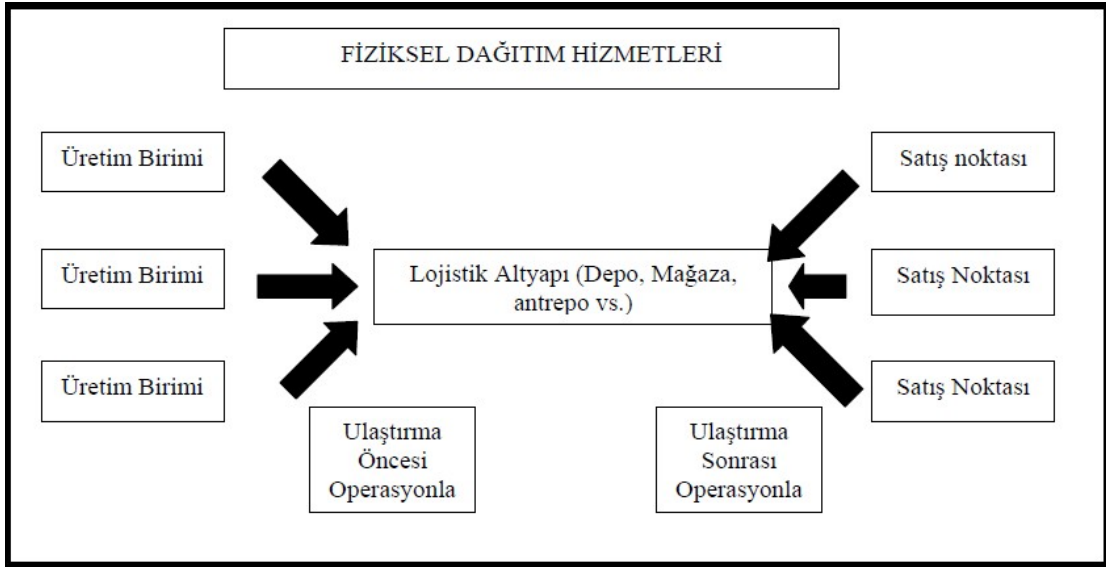 FİZİKSEL DAĞITIM HİZMETLERİ
Üretim Birimi
Satış noktası
Üretim Birimi
Lojistik Altyapı (Depo, Mağaza,
antrepo vs.)
Satış Noktası
Üretim Birimi
Satış Noktası
Ulaştırma
Öncesi
Operasyonla
Ulaştırma
Sonrası
Operasyonla